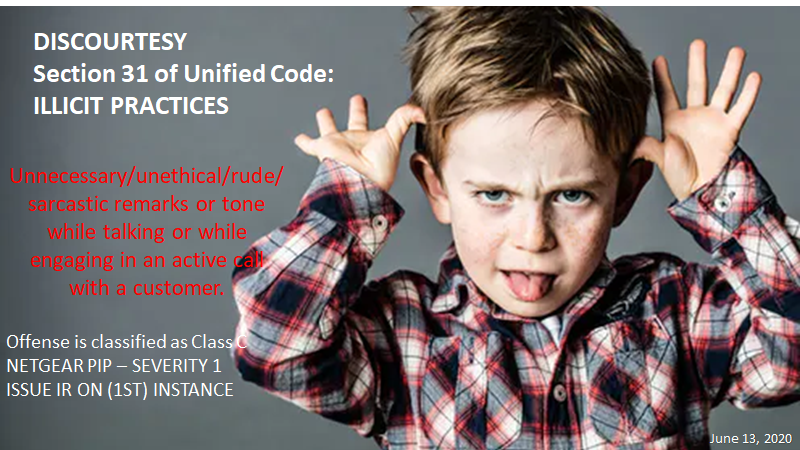 DISCOURTESY
Section 31 of Unified Code:
ILLICIT PRACTICES
Unnecessary/unethical/rude/
sarcastic remarks or tone
while talking or while
engaging in an active call
with a customer.
Offense is classified as Class C
NETGEAR PIP – SEVERITY 1
ISSUE IR ON (1ST) INSTANCE
June 13, 2020